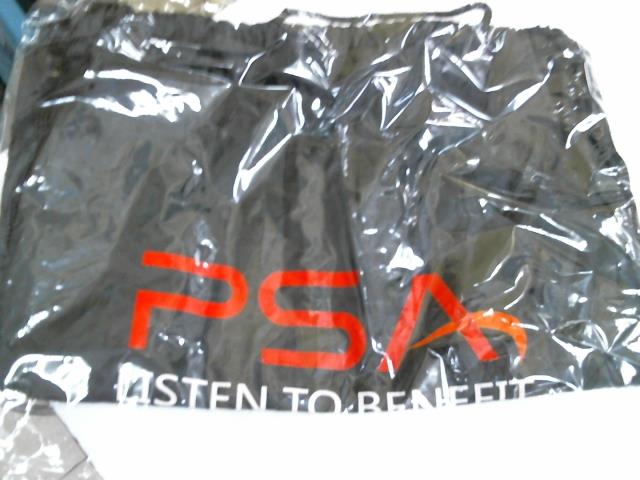 PSA
LISTEN TO BENEFIT